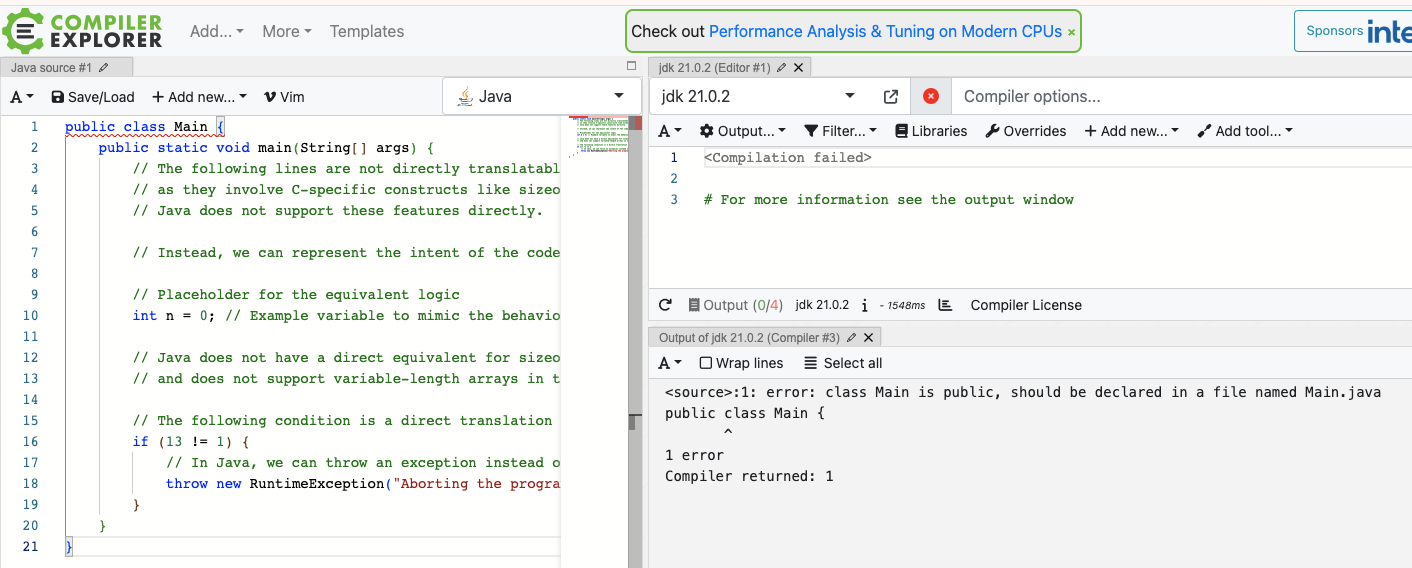 COMPILER
EXPLORER
Add...
More
Templates
Check out Performance Analysis & Tuning on Modern CPUs ×
Sponsors
Java source #1
A
Save/Load
+ Add new...
Vim
Java
1 public class Main {
2 public static void main(String[] args) {
3 // The following lines are not directly translatabl
4 // as they involve C-specific constructs like sizeo
5 // Java does not support these features directly.
6
7 // Instead, we can represent the intent of the code
8
9 // Placeholder for the equivalent logic
10 int n = 0; // Example variable to mimic the behavio
11
12 // Java does not have a direct equivalent for sizeo
13 // and does not support variable-length arrays in t
14
15 // The following condition is a direct translation
16 if (13 != 1) {
17 // In Java, we can throw an exception instead o
18 throw new RuntimeException("Aborting the progra
19 }
20 }
21 }
jdk 21.0.2 (Editor #1)
jdk 21.0.2
Compiler options...
A
Output...
Filter...
Libraries
Overrides
+ Add new...
Add tool...
1 <Compilation failed>
2
3 # For more information see the output window
Output (0/4)
jdk 21.0.2
i
- 1548ms
Compiler License
Output of jdk 21.0.2 (Compiler #3)
A
Wrap lines
Select all
<source>:1: error: class Main is public, should be declared in a file named Main.java
public class Main {
^
1 error
Compiler returned: 1